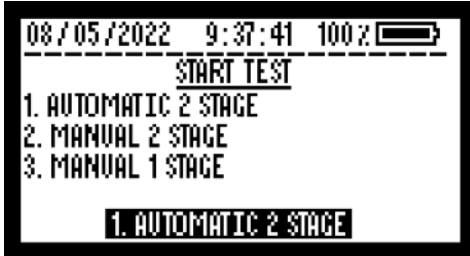 08/05/2022 9:37:41 100%
START TEST
1. AUTOMATIC 2 STAGE
2. MANUAL 2 STAGE
3. MANUAL 1 STAGE
1. AUTOMATIC 2 STAGE